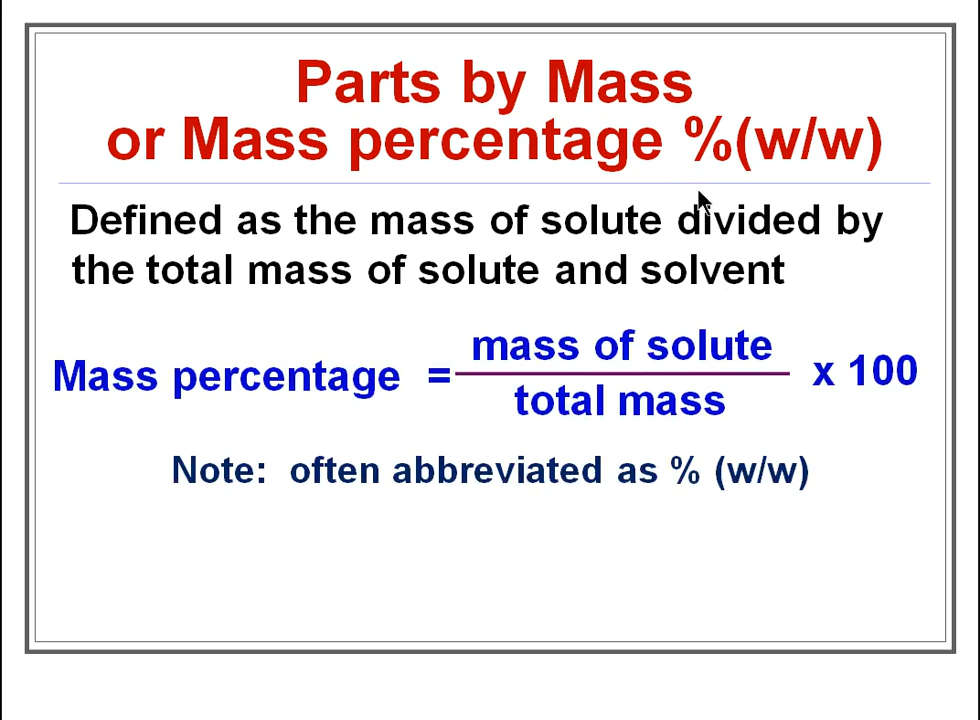 Parts by Mass
or Mass percentage %(w/w)
Defined as the mass of solute divided by
the total mass of solute and solvent
Mass percentage = mass of solute x 100
total mass
Note: often abbreviated as % (w/w)